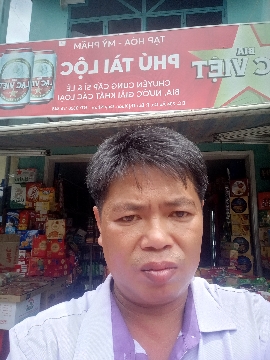 TẠP HÓA - MỸ PHẨM
BIA
LẠC VIỆT
PHÚ TÀI LỘC
CHUYÊN CUNG CẤP SỈ & LẺ
BIA, NƯỚC GIẢI KHÁT CÁC LOẠI